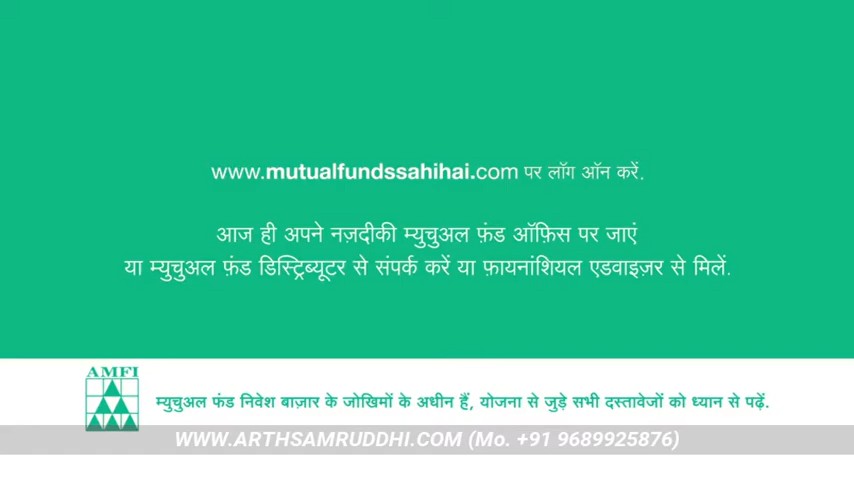 www.mutualfundssahihai.com पर लॉग ऑन करें.
आज ही अपने नज़दीकी म्युचुअल फ़ंड ऑफ़िस पर जाएं
या म्युचुअल फ़ंड डिस्ट्रिब्यूटर से संपर्क करें या फ़ायनांशियल एडवाइज़र से मिलें.
AMFI
म्युचुअल फंड निवेश बाज़ार के जोखिमों के अधीन हैं, योजना से जुड़े सभी दस्तावेजों को ध्यान से पढ़ें.
WWW.ARTHSAMRUDDHI.COM (Mo. +91 9689925876)